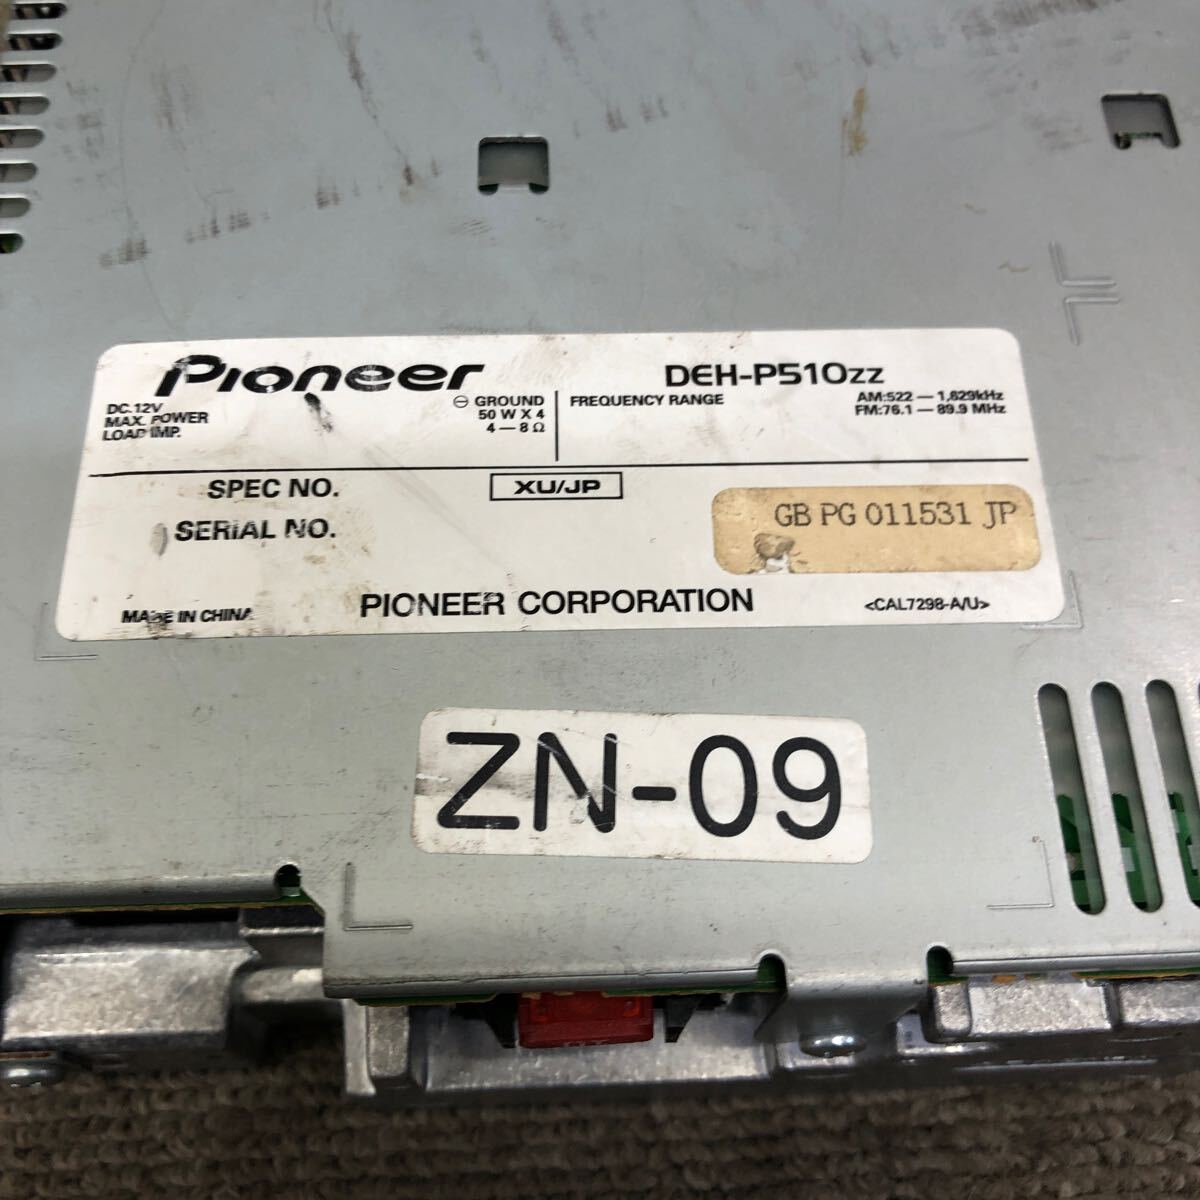 Pioneer
DEH-P510zz
DC.12V
⊖ GROUND
MAX. POWER
50 W X 4
LOAD IMP.
4 — 8 Ω
FREQUENCY RANGE
AM:522 — 1,629kHz
FM:76.1 — 89.9 MHz
SPEC NO.
XU/JP
SERIAL NO.
GB PG 011531 JP
MADE IN CHINA
PIONEER CORPORATION
<CAL7298-A/U>
ZN-09